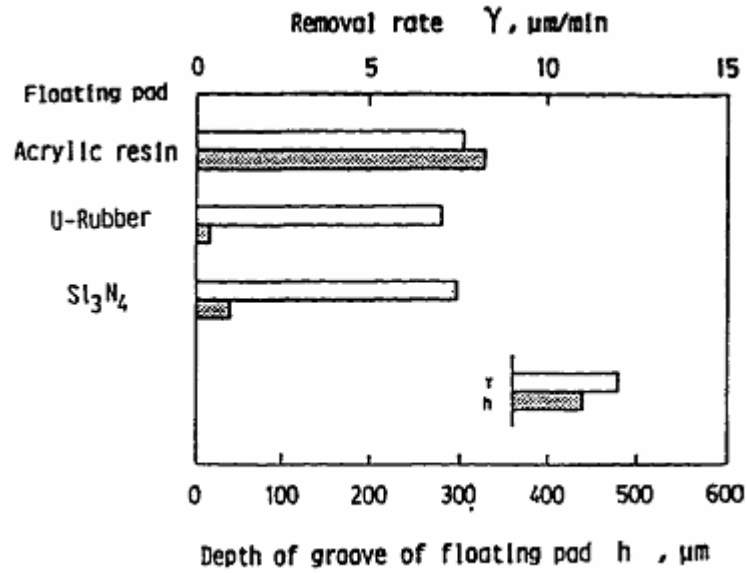 Removal rate γ, μm/min
0 5 10 15
Floating pad
Acrylic resin
U-Rubber
Si3N4
γ
h
0 100 200 300 400 500 600
Depth of groove of floating pad h , μm